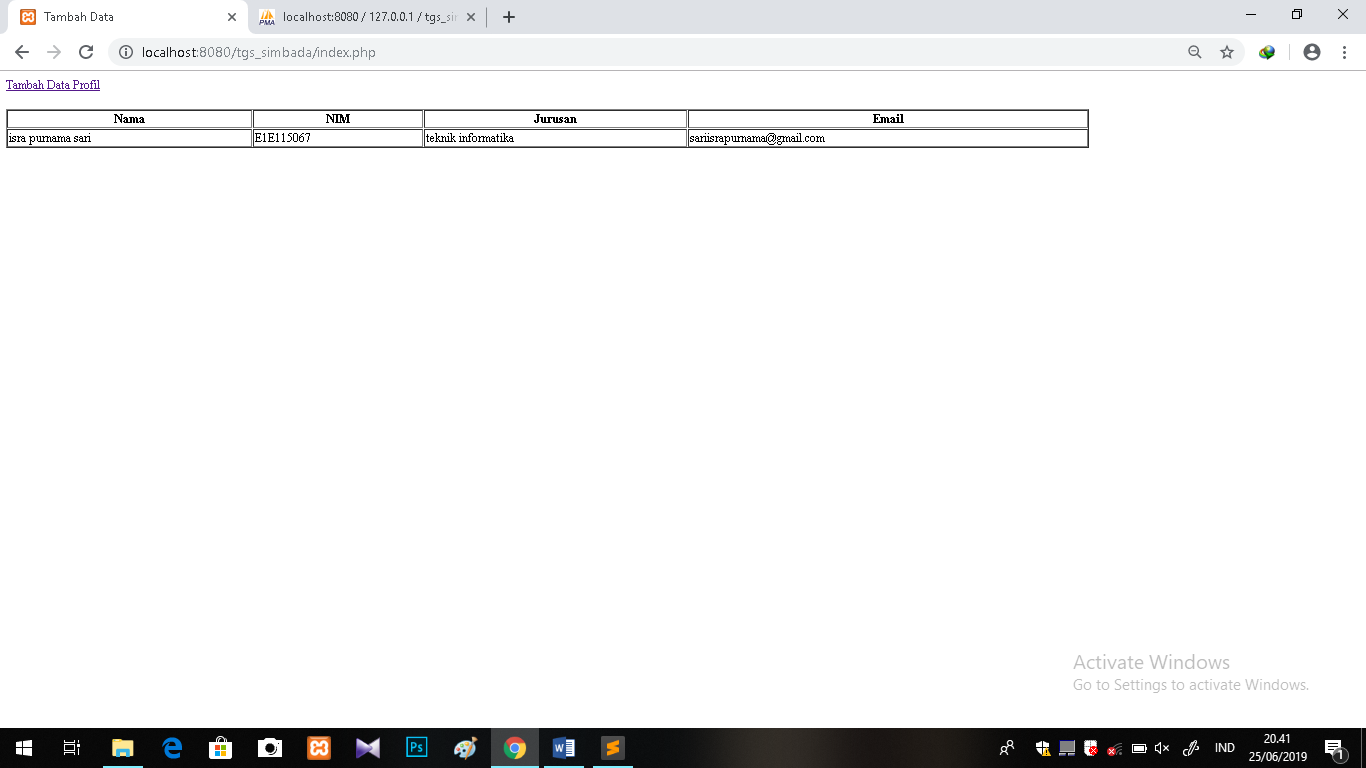 Tambah Data
localhost:8080 / 127.0.0.1 / tgs_si
localhost:8080/tgs_simbada/index.php
Tambah Data Profil
Nama NIM Jurusan Email
isra purnama sari E1E115067 teknik informatika sariisrapurnama@gmail.com
Activate Windows
Go to Settings to activate Windows.
IND 20.41
25/06/2019